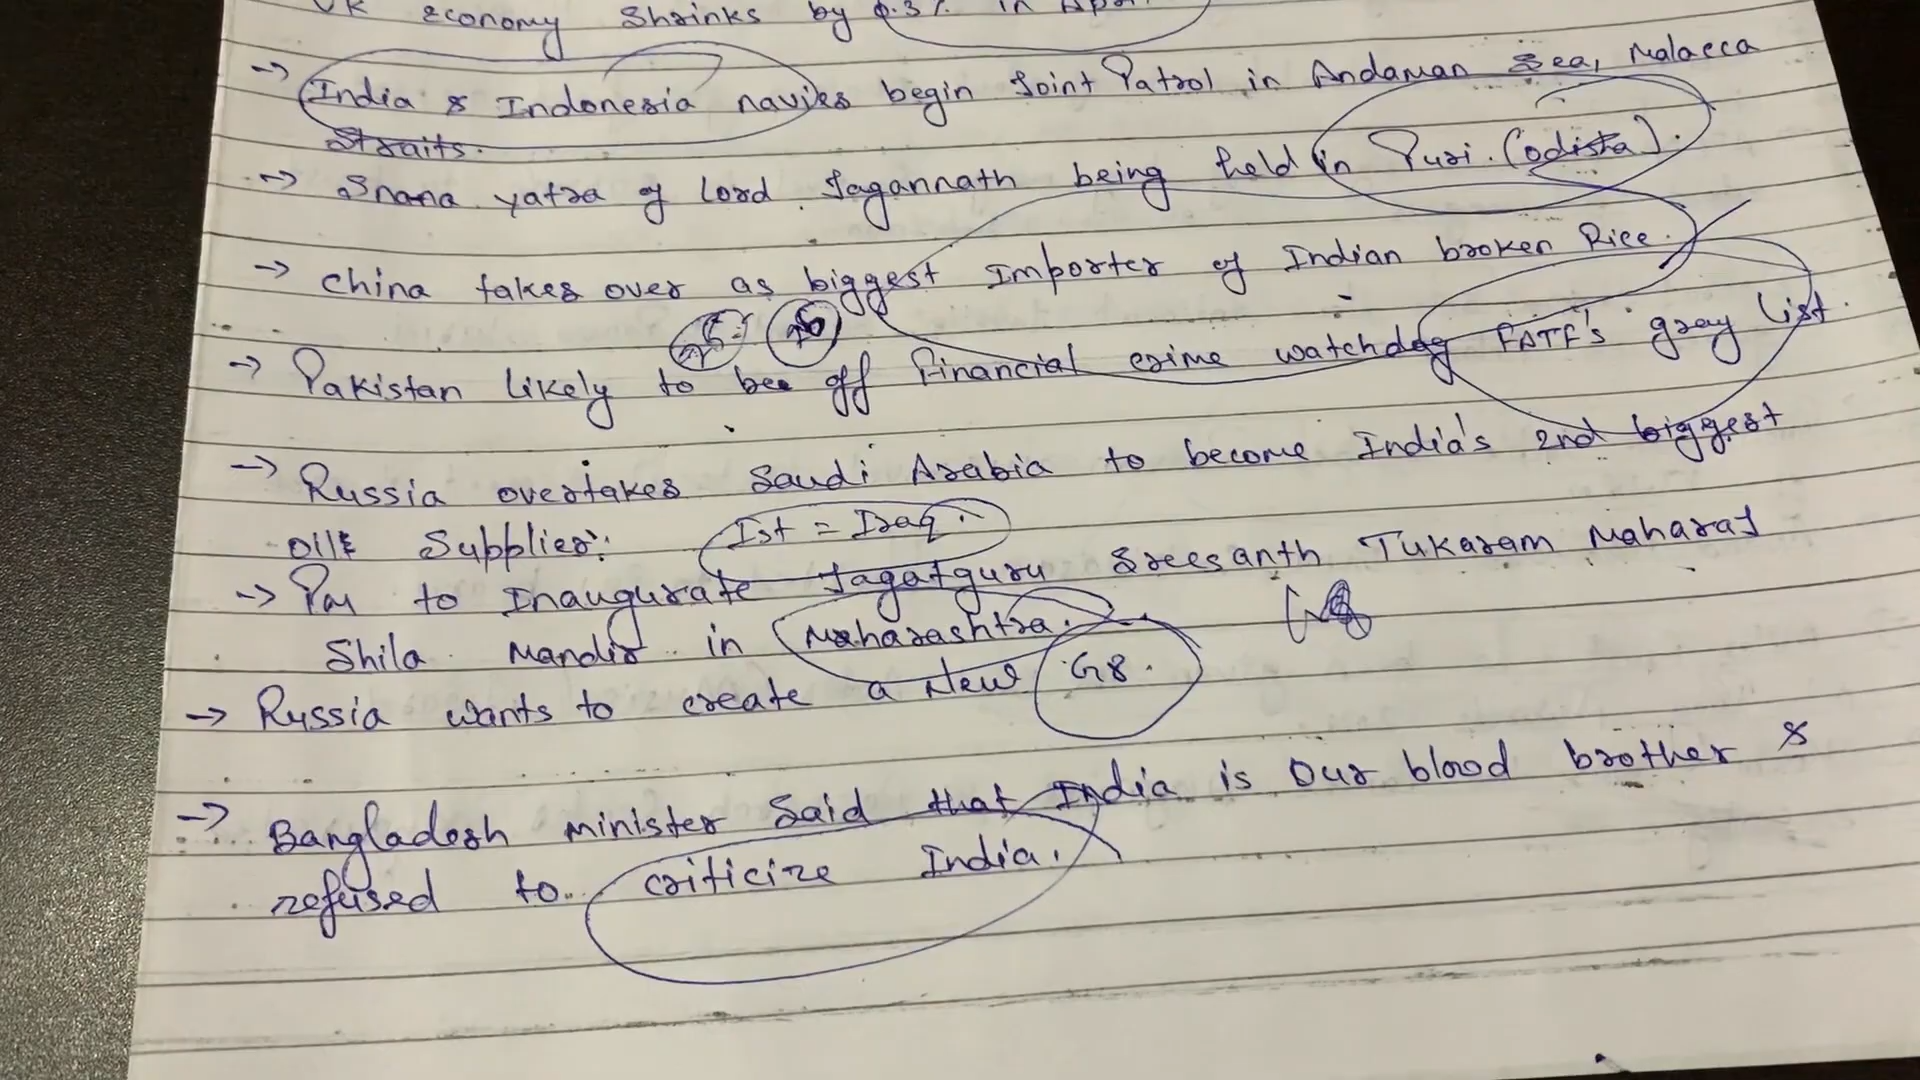 UK economy Shrinks by 0.3% in Apri
→ India & Indonesia navies begin Joint Patrol in Andaman Sea, Malacca
Straits.
→ Snana yatra of Lord Jagannath being held in Puri. (odista).
→ China takes over as biggest Importer of Indian broken Rice.
→ Pakistan likely to bee off Financial crime watchdog FATF's gray list.
→ Russia overtakes Saudi Arabia to become India's 2nd biggest
Oil Supplier: Ist = Iraq.
→ PM to Inaugurate Jagatguru Sreesanth Tukaram Maharaj
Shila Mandir in Maharashtra.
→ Russia wants to create a New G8.
→ Bangladesh minister Said that India is Our blood brother &
refused to criticize India.